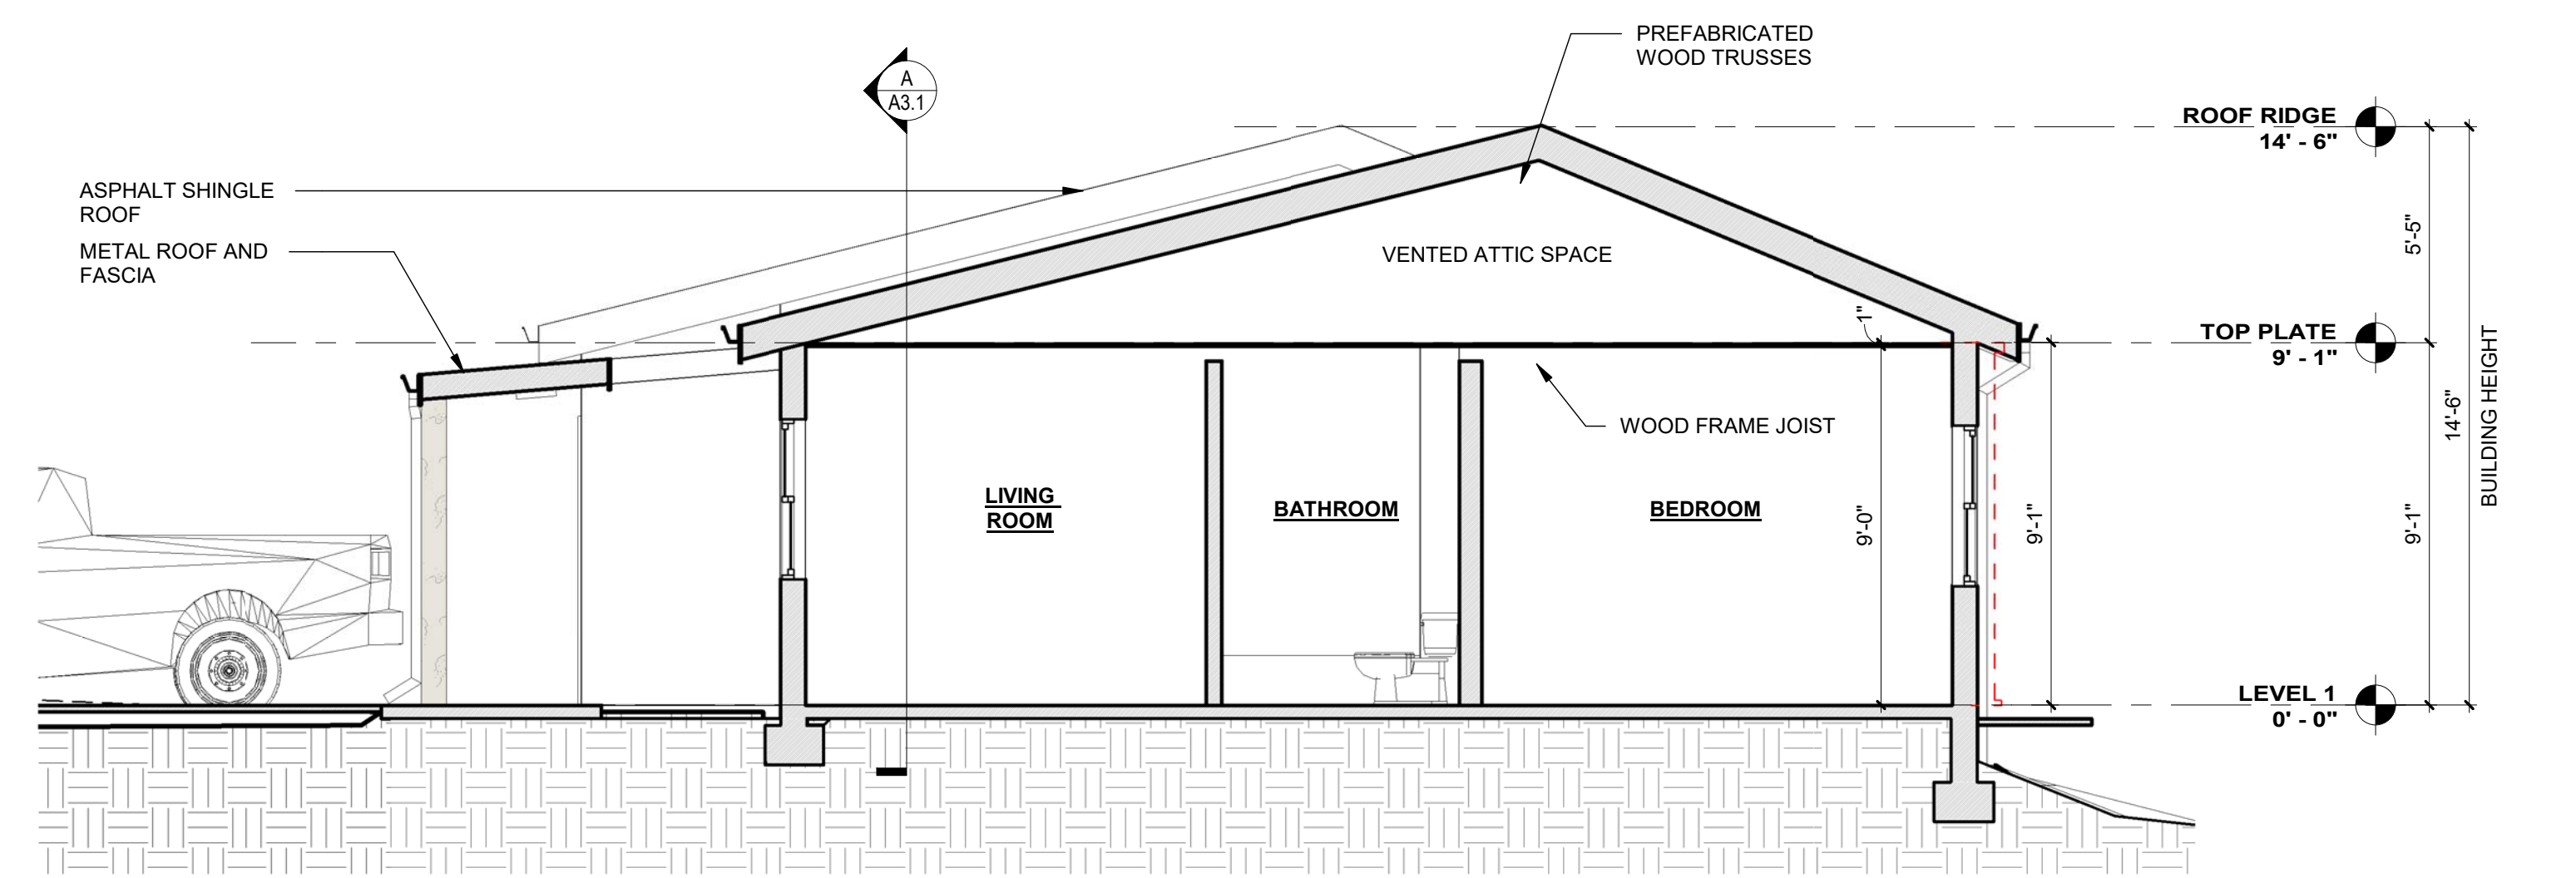 PREFABRICATED
WOOD TRUSSES
A
A3.1
ROOF RIDGE
14' - 6"
ASPHALT SHINGLE
ROOF
METAL ROOF AND
FASCIA
VENTED ATTIC SPACE
5'-5"
1"
TOP PLATE
9' - 1"
WOOD FRAME JOIST
14'-6"
BUILDING HEIGHT
LIVING
ROOM
BATHROOM
BEDROOM
9'-0"
9'-1"
9'-1"
LEVEL 1
0' - 0"